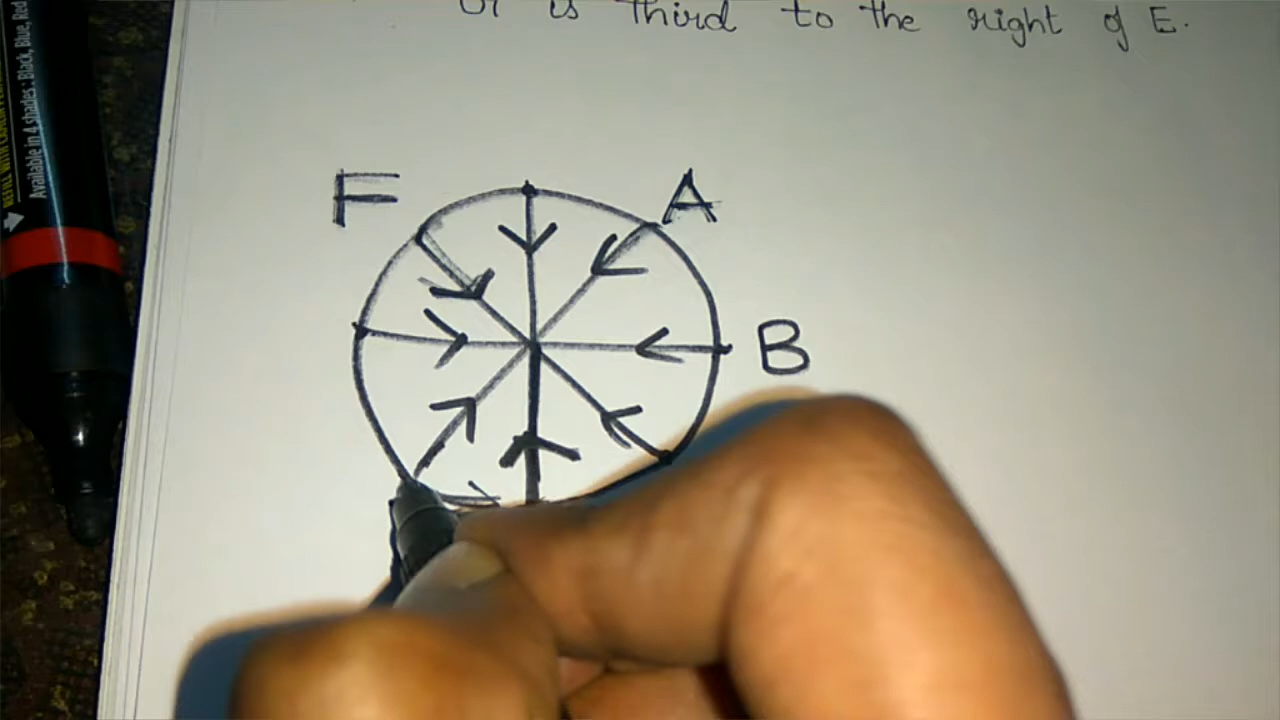 is third to the right of E.
F
A
B
Available in 4 shades: Black, Blue, Red